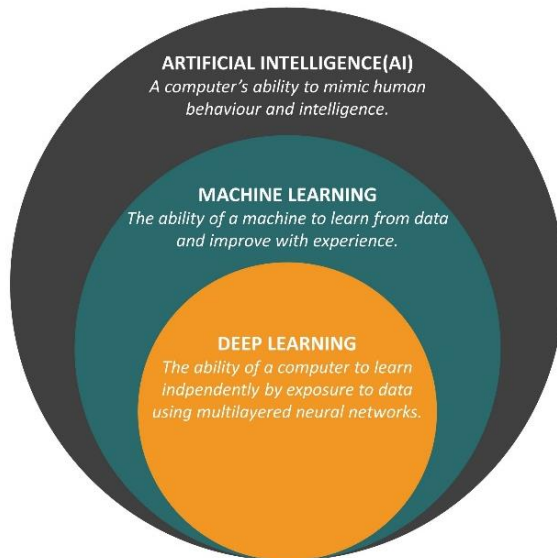 ARTIFICIAL INTELLIGENCE(AI)
A computer's ability to mimic human
behaviour and intelligence.
MACHINE LEARNING
The ability of a machine to learn from data
and improve with experience.
DEEP LEARNING
The ability of a computer to learn
indpendently by exposure to data
using multilayered neural networks.